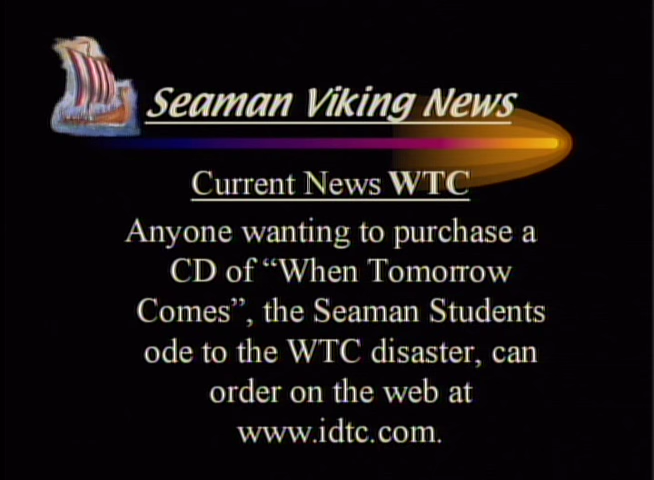 Seaman Viking News
Current News WTC
Anyone wanting to purchase a
CD of “When Tomorrow
Comes”, the Seaman Students
ode to the WTC disaster, can
order on the web at
www.idtc.com.